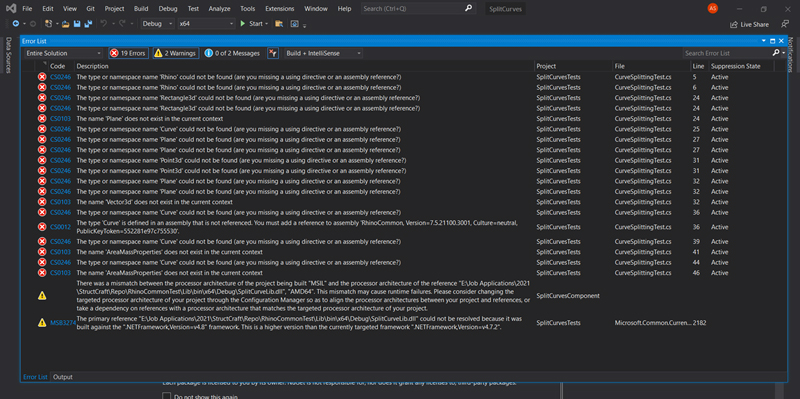 File Edit View Git Project Build Debug Test Analyze Tools Extensions Window Help Search (Ctrl+Q) SplitCurves AS
Debug x64 Start Live Share
Data Sources
Notifications
Error List
Entire Solution 19 Errors 2 Warnings 0 of 2 Messages Build + IntelliSense Search Error List
Code Description Project File Line Suppression State
CS0246 The type or namespace name 'Rhino' could not be found (are you missing a using directive or an assembly reference?) SplitCurvesTests CurveSplittingTest.cs 5 Active
CS0246 The type or namespace name 'Rhino' could not be found (are you missing a using directive or an assembly reference?) SplitCurvesTests CurveSplittingTest.cs 6 Active
CS0246 The type or namespace name 'Rectangle3d' could not be found (are you missing a using directive or an assembly reference?) SplitCurvesTests CurveSplittingTest.cs 24 Active
CS0246 The type or namespace name 'Rectangle3d' could not be found (are you missing a using directive or an assembly reference?) SplitCurvesTests CurveSplittingTest.cs 24 Active
CS0103 The name 'Plane' does not exist in the current context SplitCurvesTests CurveSplittingTest.cs 24 Active
CS0246 The type or namespace name 'Curve' could not be found (are you missing a using directive or an assembly reference?) SplitCurvesTests CurveSplittingTest.cs 25 Active
CS0246 The type or namespace name 'Plane' could not be found (are you missing a using directive or an assembly reference?) SplitCurvesTests CurveSplittingTest.cs 27 Active
CS0246 The type or namespace name 'Plane' could not be found (are you missing a using directive or an assembly reference?) SplitCurvesTests CurveSplittingTest.cs 27 Active
CS0246 The type or namespace name 'Point3d' could not be found (are you missing a using directive or an assembly reference?) SplitCurvesTests CurveSplittingTest.cs 31 Active
CS0246 The type or namespace name 'Point3d' could not be found (are you missing a using directive or an assembly reference?) SplitCurvesTests CurveSplittingTest.cs 31 Active
CS0246 The type or namespace name 'Plane' could not be found (are you missing a using directive or an assembly reference?) SplitCurvesTests CurveSplittingTest.cs 32 Active
CS0246 The type or namespace name 'Plane' could not be found (are you missing a using directive or an assembly reference?) SplitCurvesTests CurveSplittingTest.cs 32 Active
CS0103 The name 'Vector3d' does not exist in the current context SplitCurvesTests CurveSplittingTest.cs 32 Active
CS0246 The type or namespace name 'Curve' could not be found (are you missing a using directive or an assembly reference?) SplitCurvesTests CurveSplittingTest.cs 36 Active
CS0012 The type 'Curve' is defined in an assembly that is not referenced. You must add a reference to assembly 'RhinoCommon, Version=7.5.21100.3001, Culture=neutral, SplitCurvesTests CurveSplittingTest.cs 36 Active
PublicKeyToken=552281e97c755530'.
CS0246 The type or namespace name 'Curve' could not be found (are you missing a using directive or an assembly reference?) SplitCurvesTests CurveSplittingTest.cs 39 Active
CS0103 The name 'AreaMassProperties' does not exist in the current context SplitCurvesTests CurveSplittingTest.cs 41 Active
CS0246 The type or namespace name 'Curve' could not be found (are you missing a using directive or an assembly reference?) SplitCurvesTests CurveSplittingTest.cs 44 Active
CS0103 The name 'AreaMassProperties' does not exist in the current context SplitCurvesTests CurveSplittingTest.cs 46 Active
There was a mismatch between the processor architecture of the project being built "MSIL" and the processor architecture of the reference "E:\Job Applications\2021
\StructCraft\Repo\RhinoCommonTest\Lib\bin\x64\Debug\SplitCurveLib.dll", "AMD64". This mismatch may cause runtime failures. Please consider changing the
targeted processor architecture of your project through the Configuration Manager so as to align the processor architectures between your project and references, or SplitCurvesComponent
take a dependency on references with a processor architecture that matches the targeted processor architecture of your project.
MSB3274 The primary reference "E:\Job Applications\2021\StructCraft\Repo\RhinoCommonTest\Lib\bin\x64\Debug\SplitCurveLib.dll" could not be resolved because it was SplitCurvesTests Microsoft.Common.Curren... 2182
built against the ".NETFramework,Version=v4.8" framework. This is a higher version than the currently targeted framework ".NETFramework,Version=v4.7.2".
Error List Output
Each package is licensed to you by its owner. NuGet is not responsible for, nor does it grant any licenses to, third-party packages.
Do not show this again